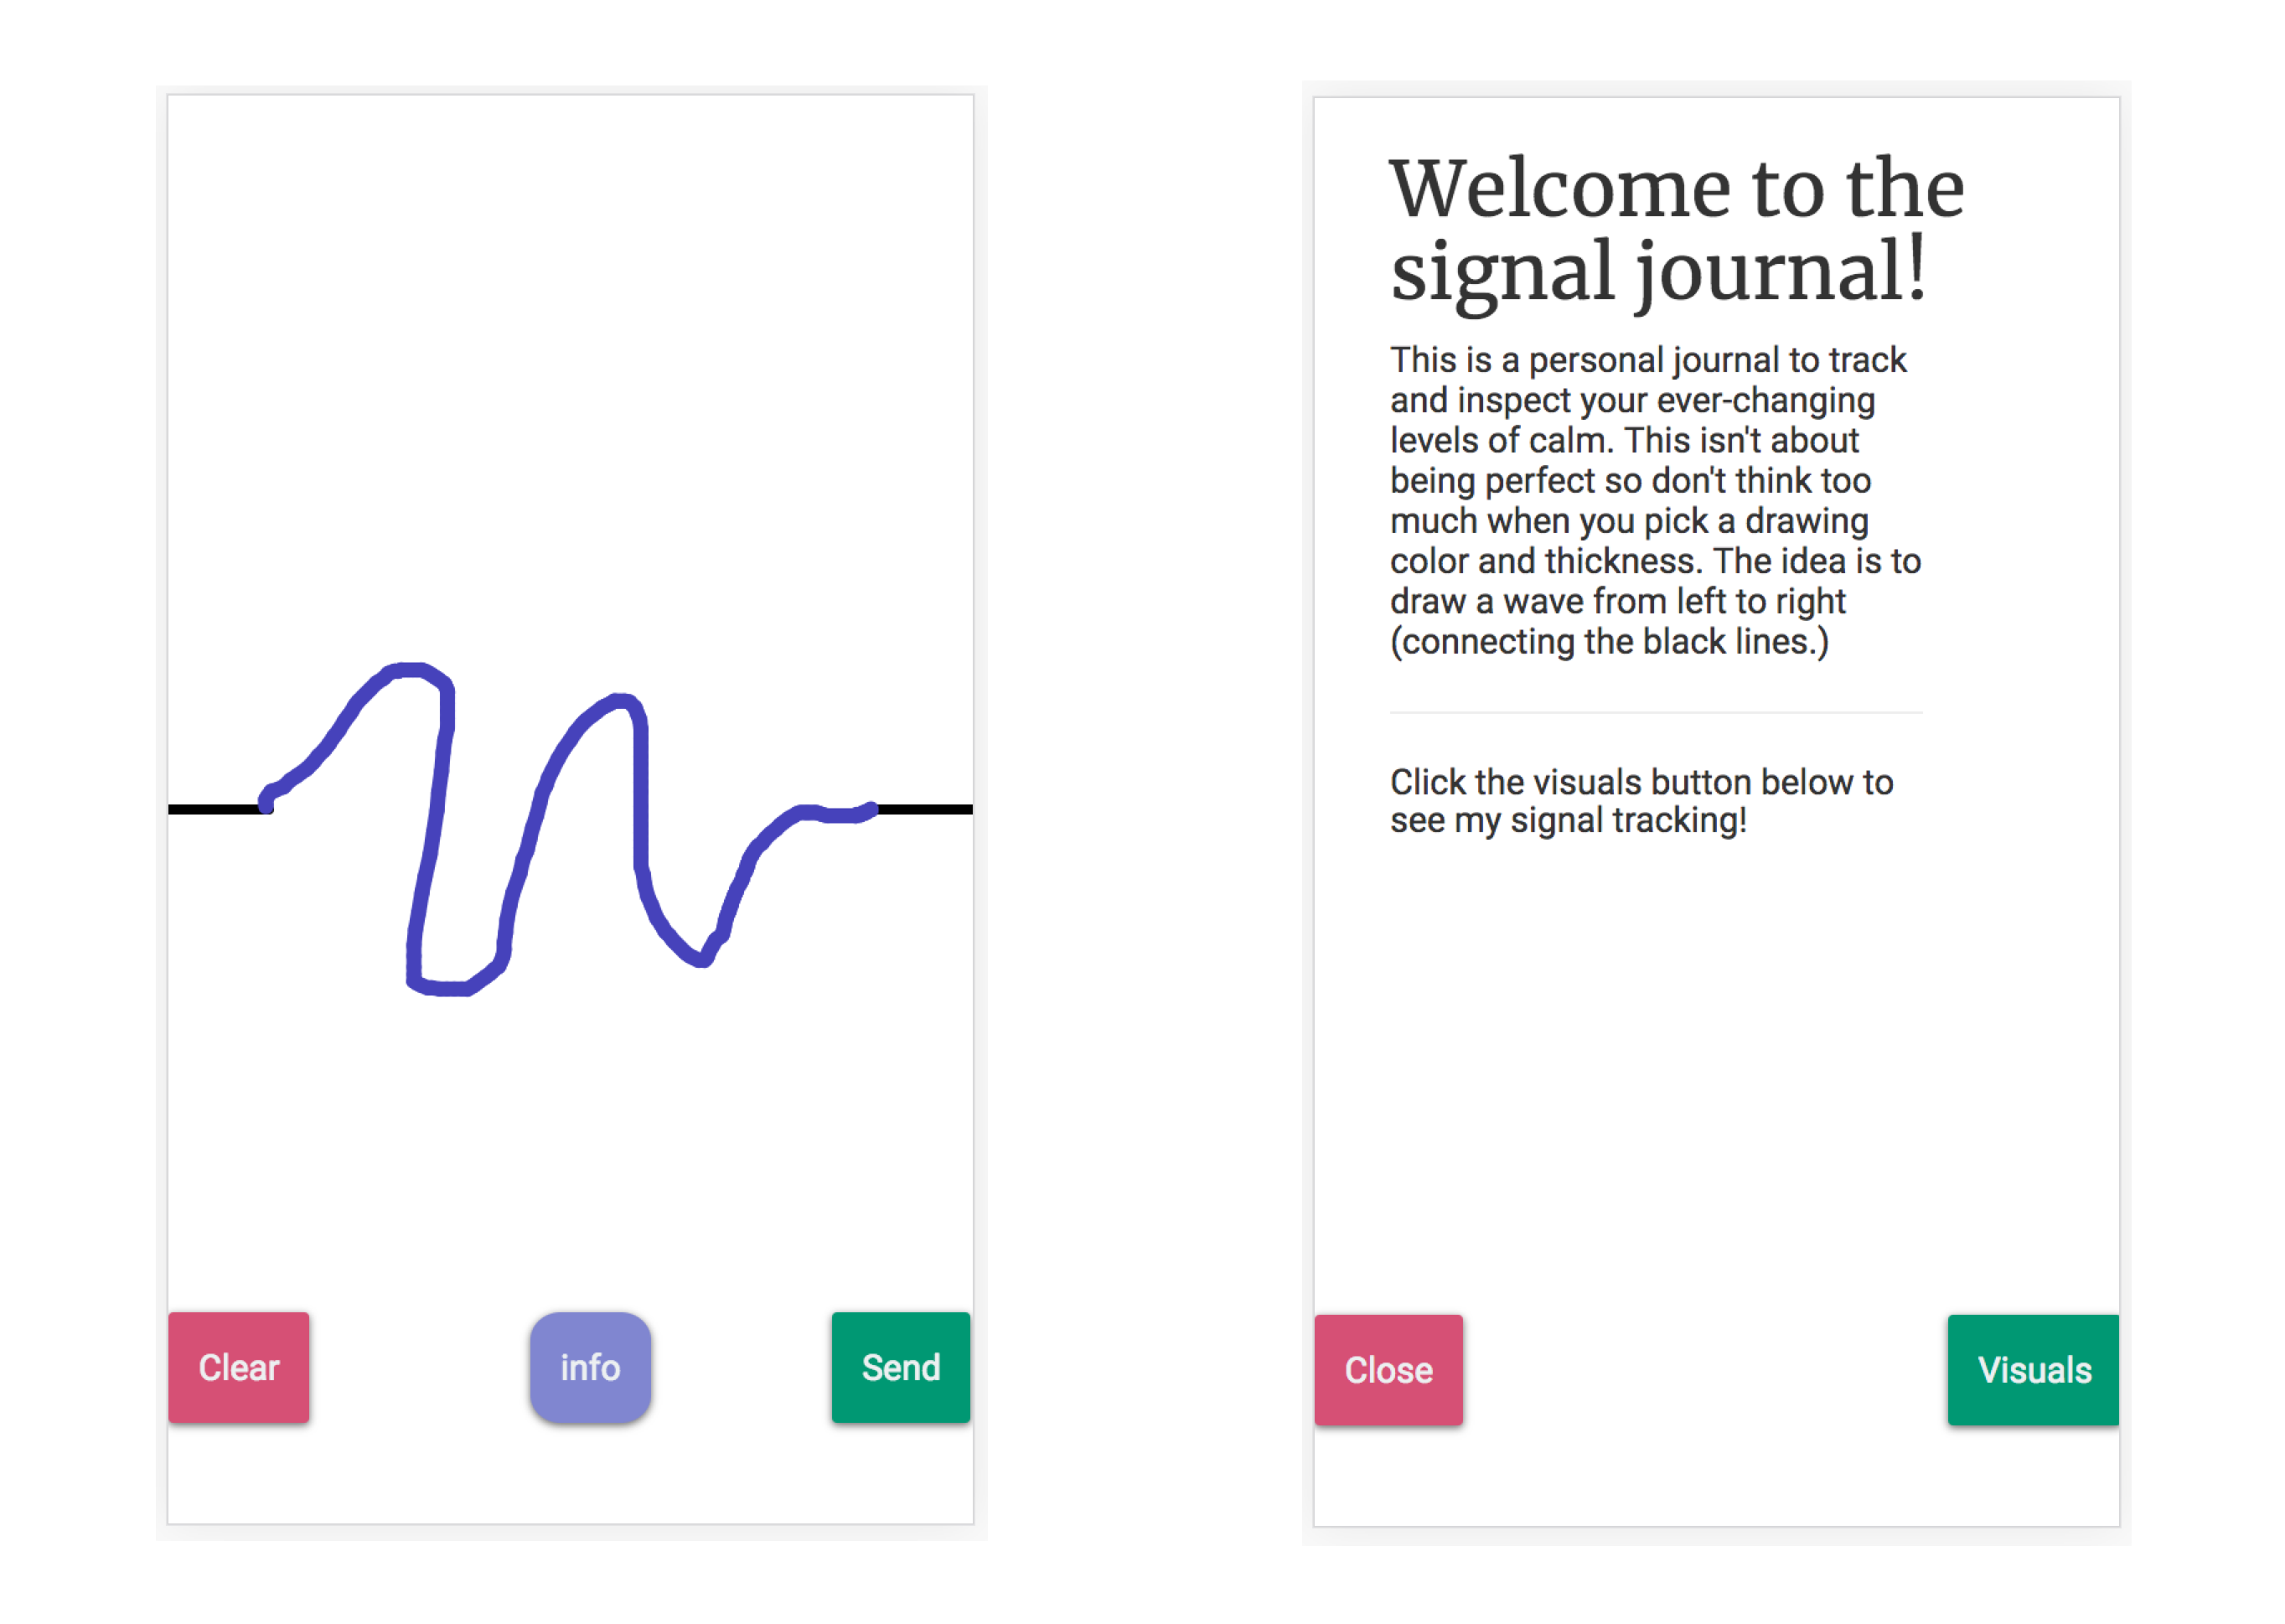 Clear
info
Send
Welcome to the
signal journal!
This is a personal journal to track
and inspect your ever-changing
levels of calm. This isn't about
being perfect so don't think too
much when you pick a drawing
color and thickness. The idea is to
draw a wave from left to right
(connecting the black lines.)
Click the visuals button below to
see my signal tracking!
Close
Visuals